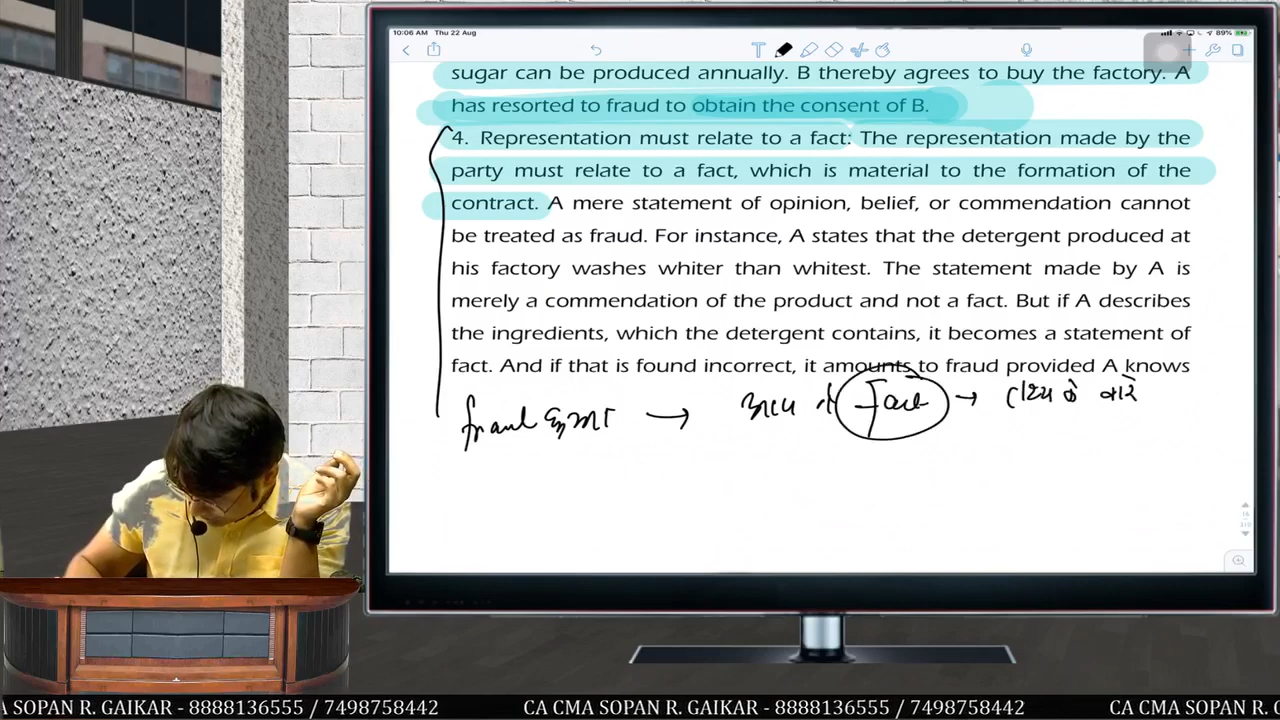 10:06 AM Thu 22 Aug
89%
sugar can be produced annually. B thereby agrees to buy the factory. A
has resorted to fraud to obtain the consent of B.
4. Representation must relate to a fact: The representation made by the
party must relate to a fact, which is material to the formation of the
contract. A mere statement of opinion, belief, or commendation cannot
be treated as fraud. For instance, A states that the detergent produced at
his factory washes whiter than whitest. The statement made by A is
merely a commendation of the product and not a fact. But if A describes
the ingredients, which the detergent contains, it becomes a statement of
fact. And if that is found incorrect, it amounts to fraud provided A knows
fraud → Fact →
A SOPAN R. GAIKAR - 8888136555 / 7498758442 CA CMA SOPAN R. GAIKAR - 8888136555 / 7498758442 CA CMA SOPAN R.